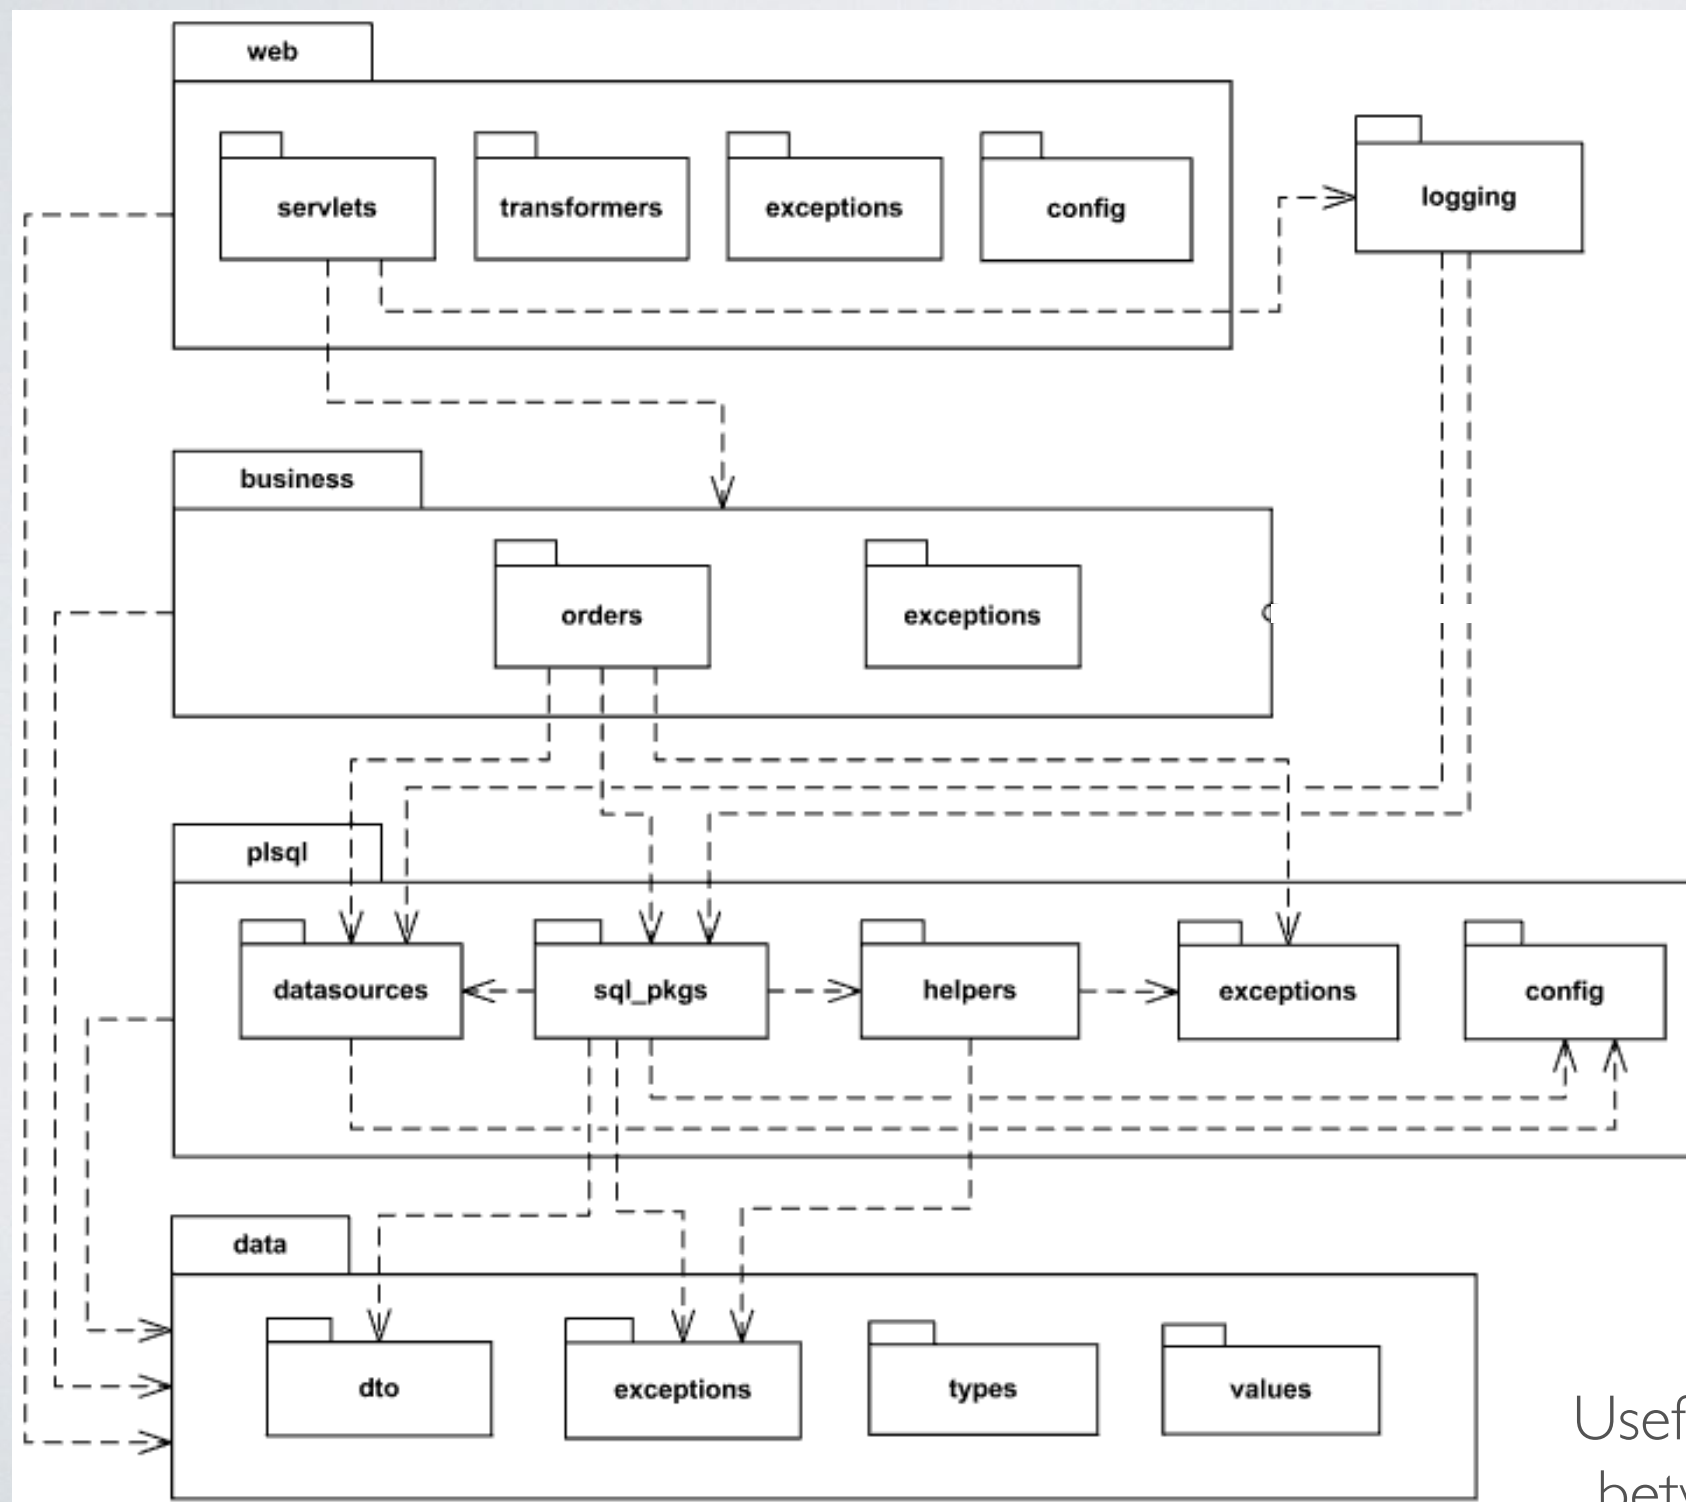 web
servlets
transformers
exceptions
config
logging
business
orders
exceptions
plsql
datasources
sql_pkgs
helpers
exceptions
config
data
dto
exceptions
types
values